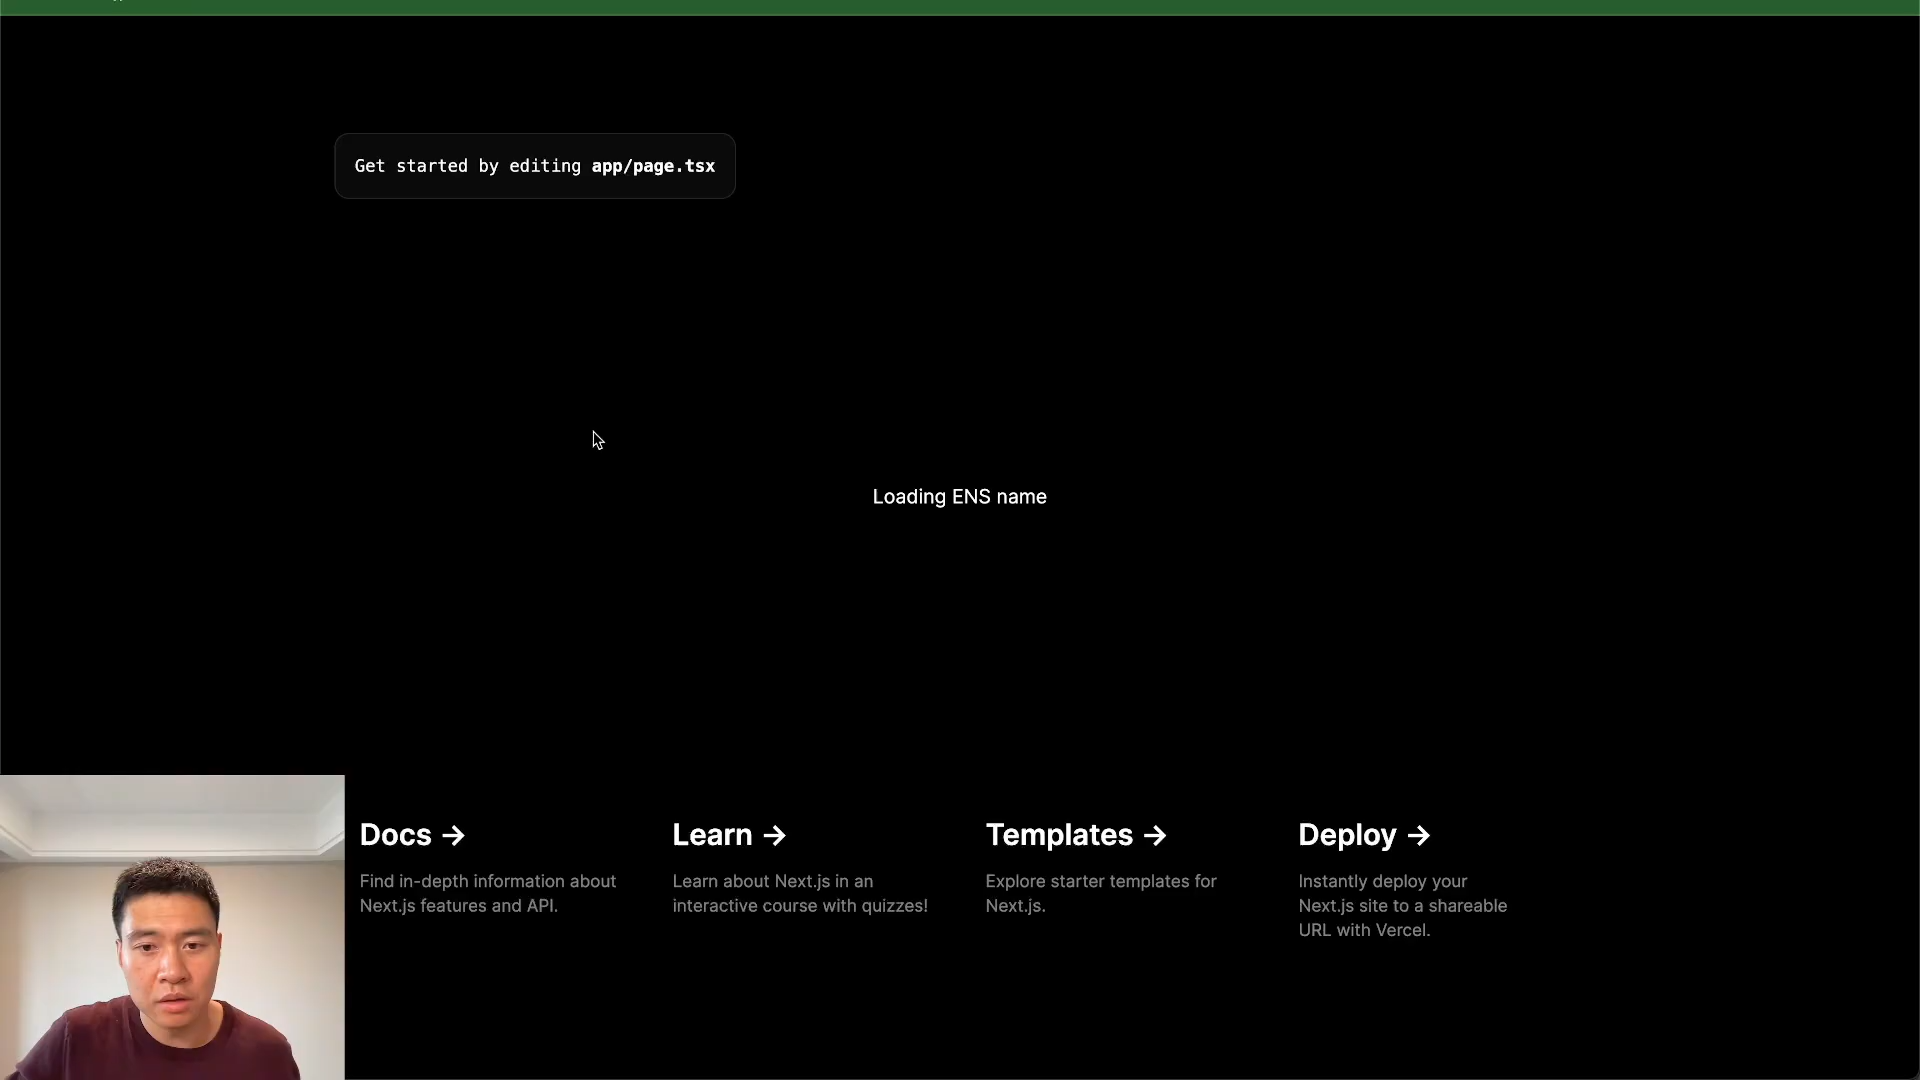 Get started by editing app/page.tsx
Loading ENS name
Docs →
Find in-depth information about
Next.js features and API.
Learn →
Learn about Next.js in an
interactive course with quizzes!
Templates →
Explore starter templates for
Next.js.
Deploy →
Instantly deploy your
Next.js site to a shareable
URL with Vercel.